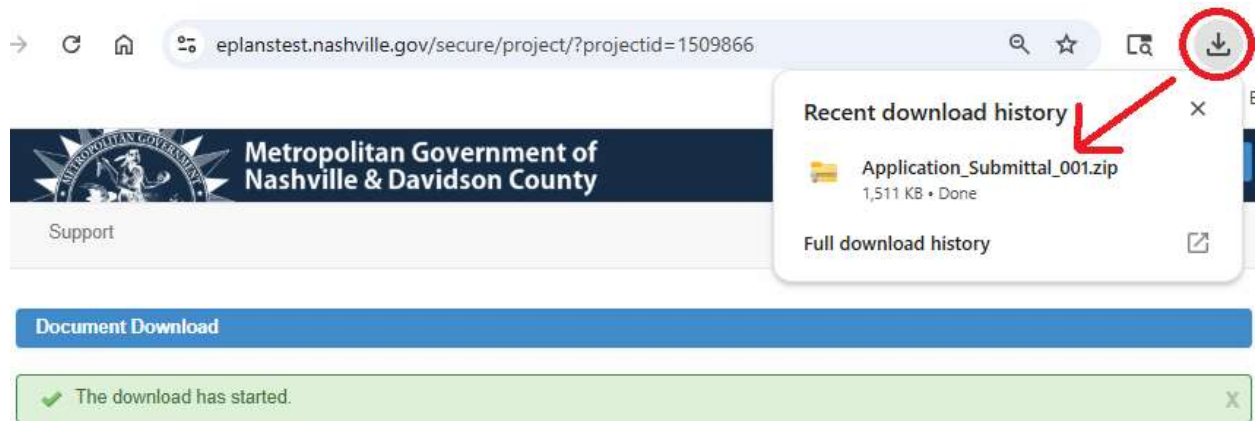 eplanstest.nashville.gov/secure/project/?projectid=1509866
Recent download history
Application_Submittal_001.zip
1,511 KB • Done
Full download history
Metropolitan Government of
Nashville & Davidson County
Support
Document Download
The download has started.
X